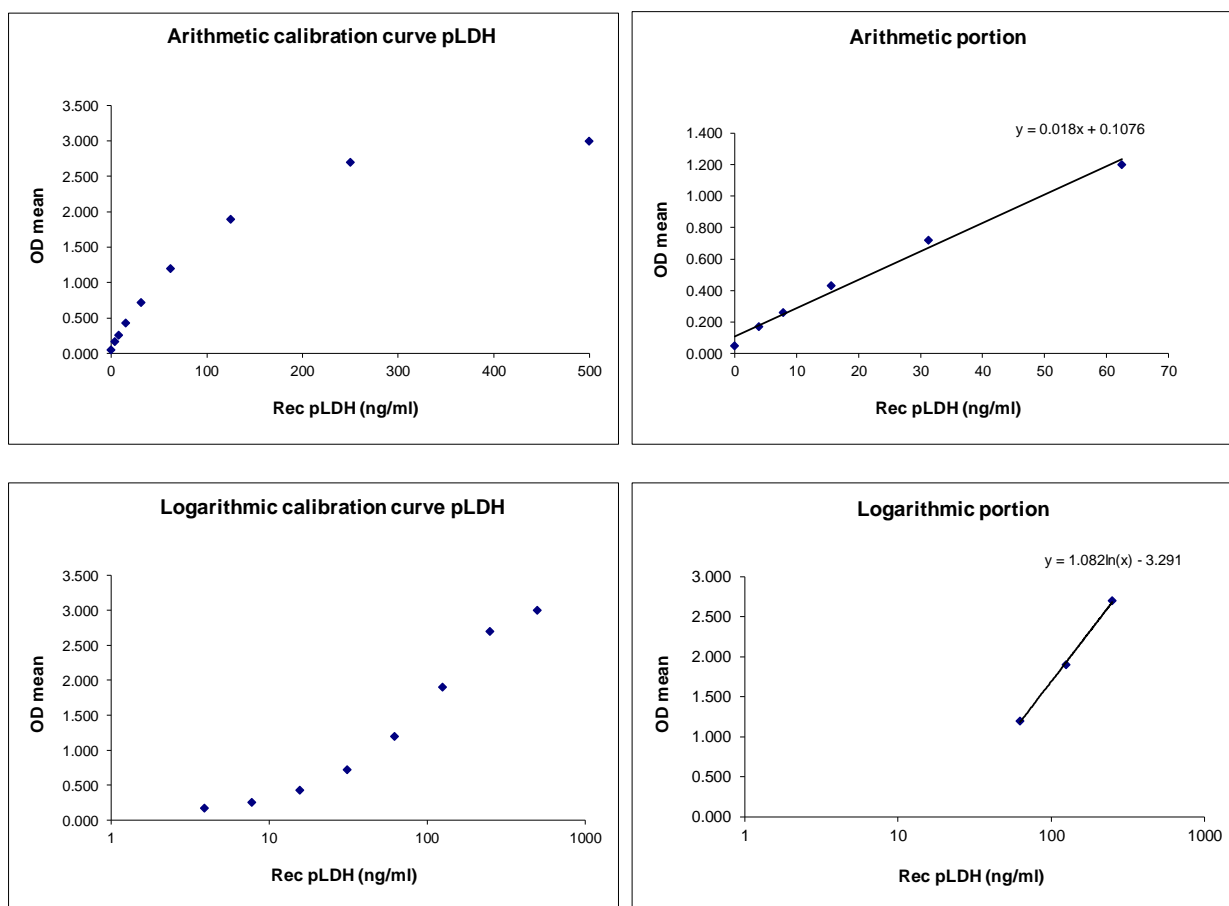 Arithmetic calibration curve pLDH
3.500
3.000
2.500
2.000
1.500
1.000
0.500
0.000
OD mean
0 100 200 300 400 500
Rec pLDH (ng/ml)
Arithmetic portion
y = 0.018x + 0.1076
1.400
1.200
1.000
0.800
0.600
0.400
0.200
0.000
OD mean
0 10 20 30 40 50 60 70
Rec pLDH (ng/ml)
Logarithmic calibration curve pLDH
3.500
3.000
2.500
2.000
1.500
1.000
0.500
0.000
OD mean
1 10 100 1000
Rec pLDH (ng/ml)
Logarithmic portion
y = 1.082ln(x) - 3.291
3.000
2.500
2.000
1.500
1.000
0.500
0.000
OD mean
1 10 100 1000
Rec pLDH (ng/ml)